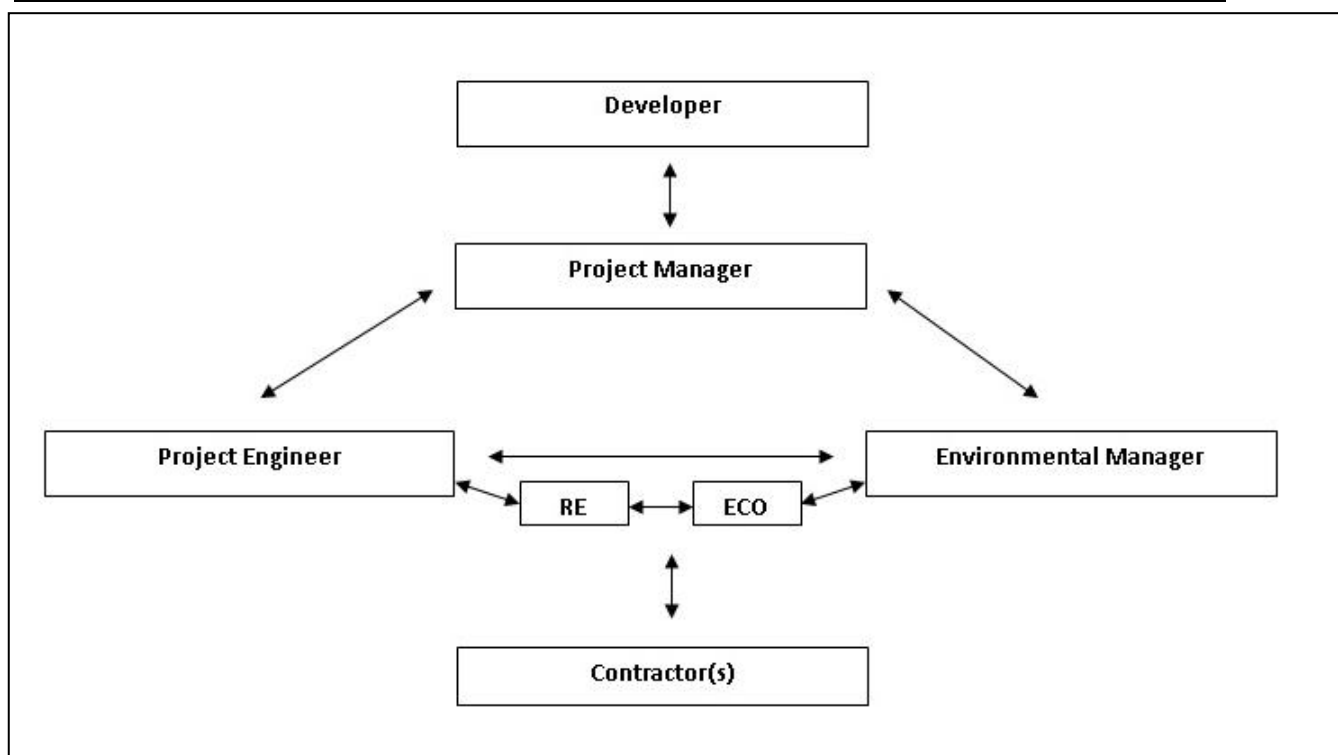 Developer
Project Manager
Project Engineer
Environmental Manager
RE
ECO
Contractor(s)